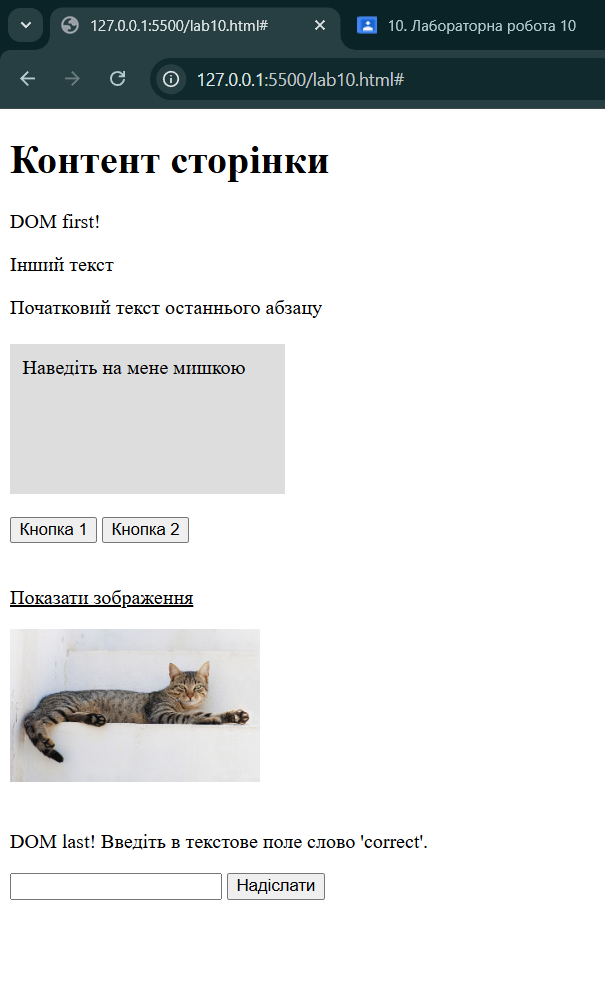 127.0.0.1:5500/lab10.html#
10. Лабораторна робота 10
127.0.0.1:5500/lab10.html#
Контент сторінки
DOM first!
Інший текст
Початковий текст останнього абзацу
Наведіть на мене мишкою
Кнопка 1 Кнопка 2
Показати зображення
DOM last! Введіть в текстове поле слово 'correct'.
Надіслати